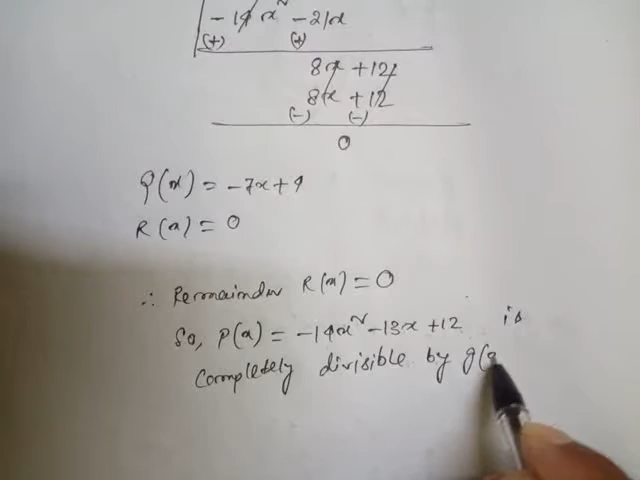 -14x² -21x
(+) (+)
8x +12
8x +12
(-) (-)
0
q(x) = -7x+4
R(x) = 0
∴ Remainder R(x) = 0
So, P(x) = -14x² -13x +12 is
completely divisible by g(